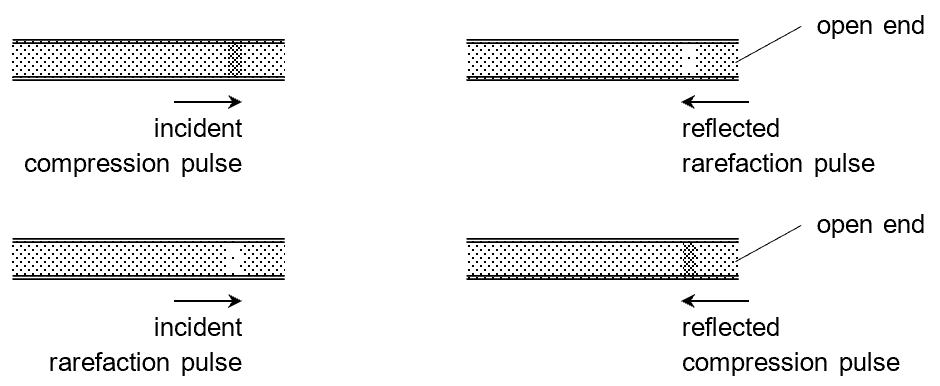 open end
incident
compression pulse
reflected
rarefaction pulse
open end
incident
rarefaction pulse
reflected
compression pulse